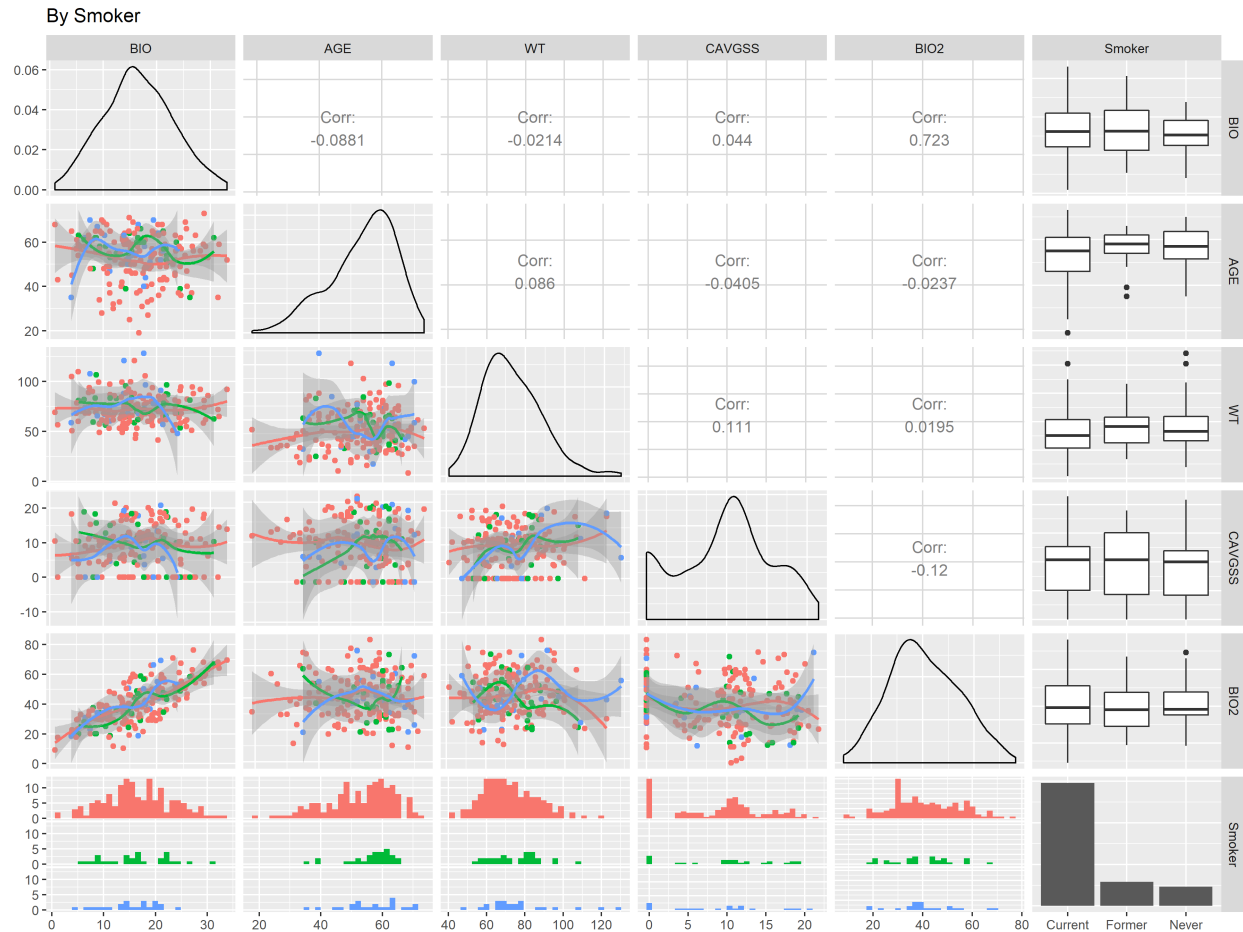 By Smoker
BIO AGE WT CAVGSS BIO2 Smoker
0.06
0.04
0.02
0.00
Corr:
-0.0881
Corr:
-0.0214
Corr:
0.044
Corr:
0.723
BIO
60
40
20
Corr:
0.086
Corr:
-0.0405
Corr:
-0.0237
AGE
100
50
0
Corr:
0.111
Corr:
0.0195
WT
20
10
0
-10
Corr:
-0.12
CAVGSS
80
60
40
20
0
BIO2
10
5
0
10
5
0
10
5
0
Smoker
0 10 20 30 20 40 60 40 60 80 100 120 0 5 10 15 20 20 40 60 80 Current Former Never